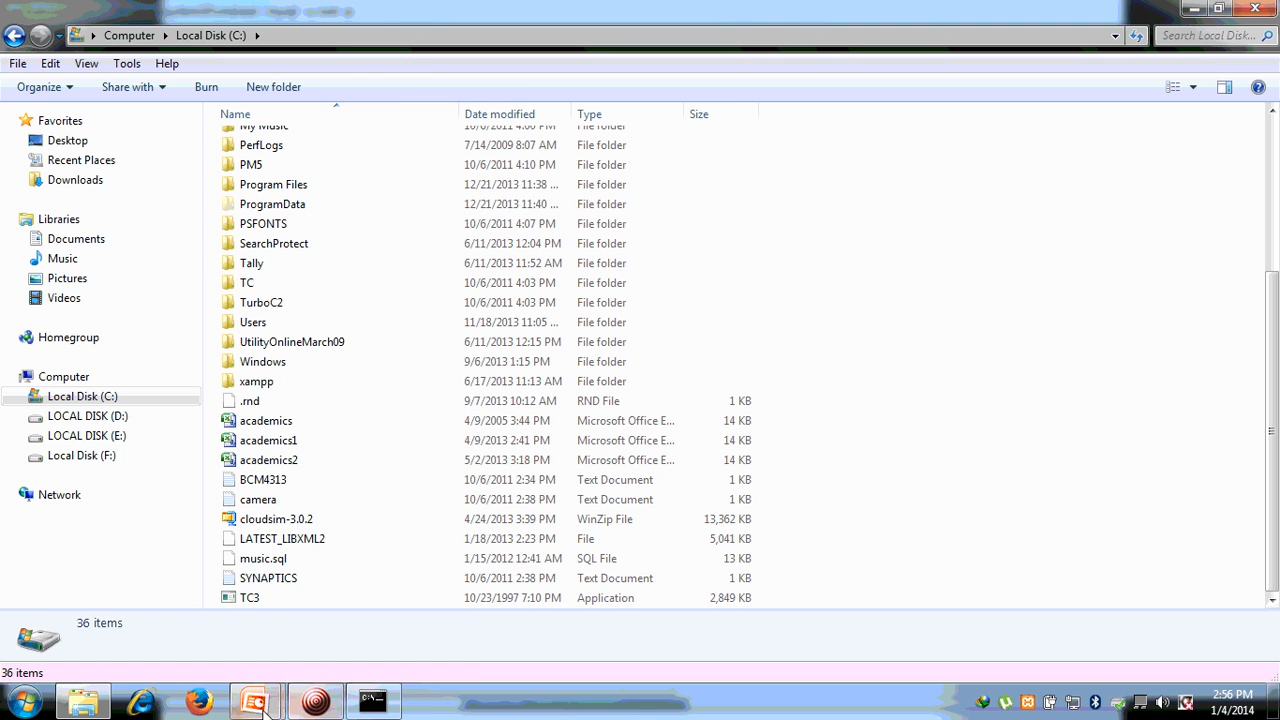 Computer Local Disk (C:) Search Local Disk...
File Edit View Tools Help
Organize Share with Burn New folder
Name Date modified Type Size
Favorites
Desktop
Recent Places
Downloads
Libraries
Documents
Music
Pictures
Videos
Homegroup
Computer
Local Disk (C:)
LOCAL DISK (D:)
LOCAL DISK (E:)
Local Disk (F:)
Network
My Music 10/6/2011 4:00 PM File folder
PerfLogs 7/14/2009 8:07 AM File folder
PM5 10/6/2011 4:10 PM File folder
Program Files 12/21/2013 11:38 ... File folder
ProgramData 12/21/2013 11:40 ... File folder
PSFONTS 10/6/2011 4:07 PM File folder
SearchProtect 6/11/2013 12:04 PM File folder
Tally 6/11/2013 11:52 AM File folder
TC 10/6/2011 4:03 PM File folder
TurboC2 10/6/2011 4:03 PM File folder
Users 11/18/2013 11:05 ... File folder
UtilityOnlineMarch09 6/11/2013 12:15 PM File folder
Windows 9/6/2013 1:15 PM File folder
xampp 6/17/2013 11:13 AM File folder
.rnd 9/7/2013 10:12 AM RND File 1 KB
academics 4/9/2005 3:44 PM Microsoft Office E... 14 KB
academics1 4/9/2013 2:41 PM Microsoft Office E... 14 KB
academics2 5/2/2013 3:18 PM Microsoft Office E... 14 KB
BCM4313 10/6/2011 2:34 PM Text Document 1 KB
camera 10/6/2011 2:38 PM Text Document 1 KB
cloudsim-3.0.2 4/24/2013 3:39 PM WinZip File 13,362 KB
LATEST_LIBXML2 1/18/2013 2:23 PM File 5,041 KB
music.sql 1/15/2012 12:41 AM SQL File 13 KB
SYNAPTICS 10/6/2011 2:38 PM Text Document 1 KB
TC3 10/23/1997 7:10 PM Application 2,849 KB
36 items
36 items
2:56 PM
1/4/2014